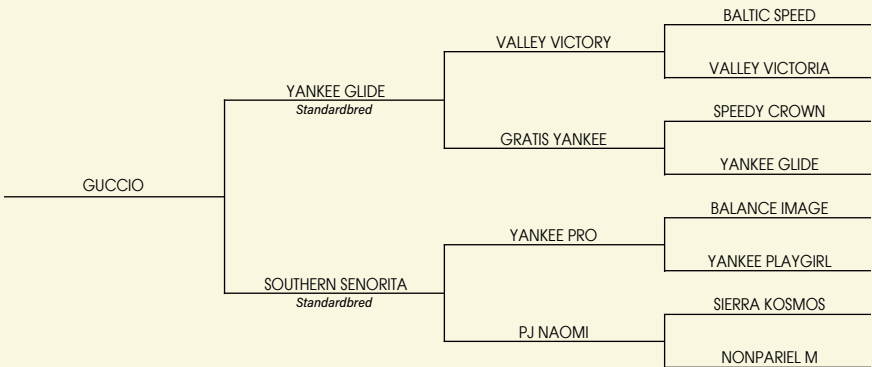 BALTIC SPEED
VALLEY VICTORY
VALLEY VICTORIA
YANKEE GLIDE
Standardbred
SPEEDY CROWN
GRATIS YANKEE
YANKEE GLIDE
GUCCIO
BALANCE IMAGE
YANKEE PRO
YANKEE PLAYGIRL
SOUTHERN SENORITA
Standardbred
SIERRA KOSMOS
PJ NAOMI
NONPARIEL M